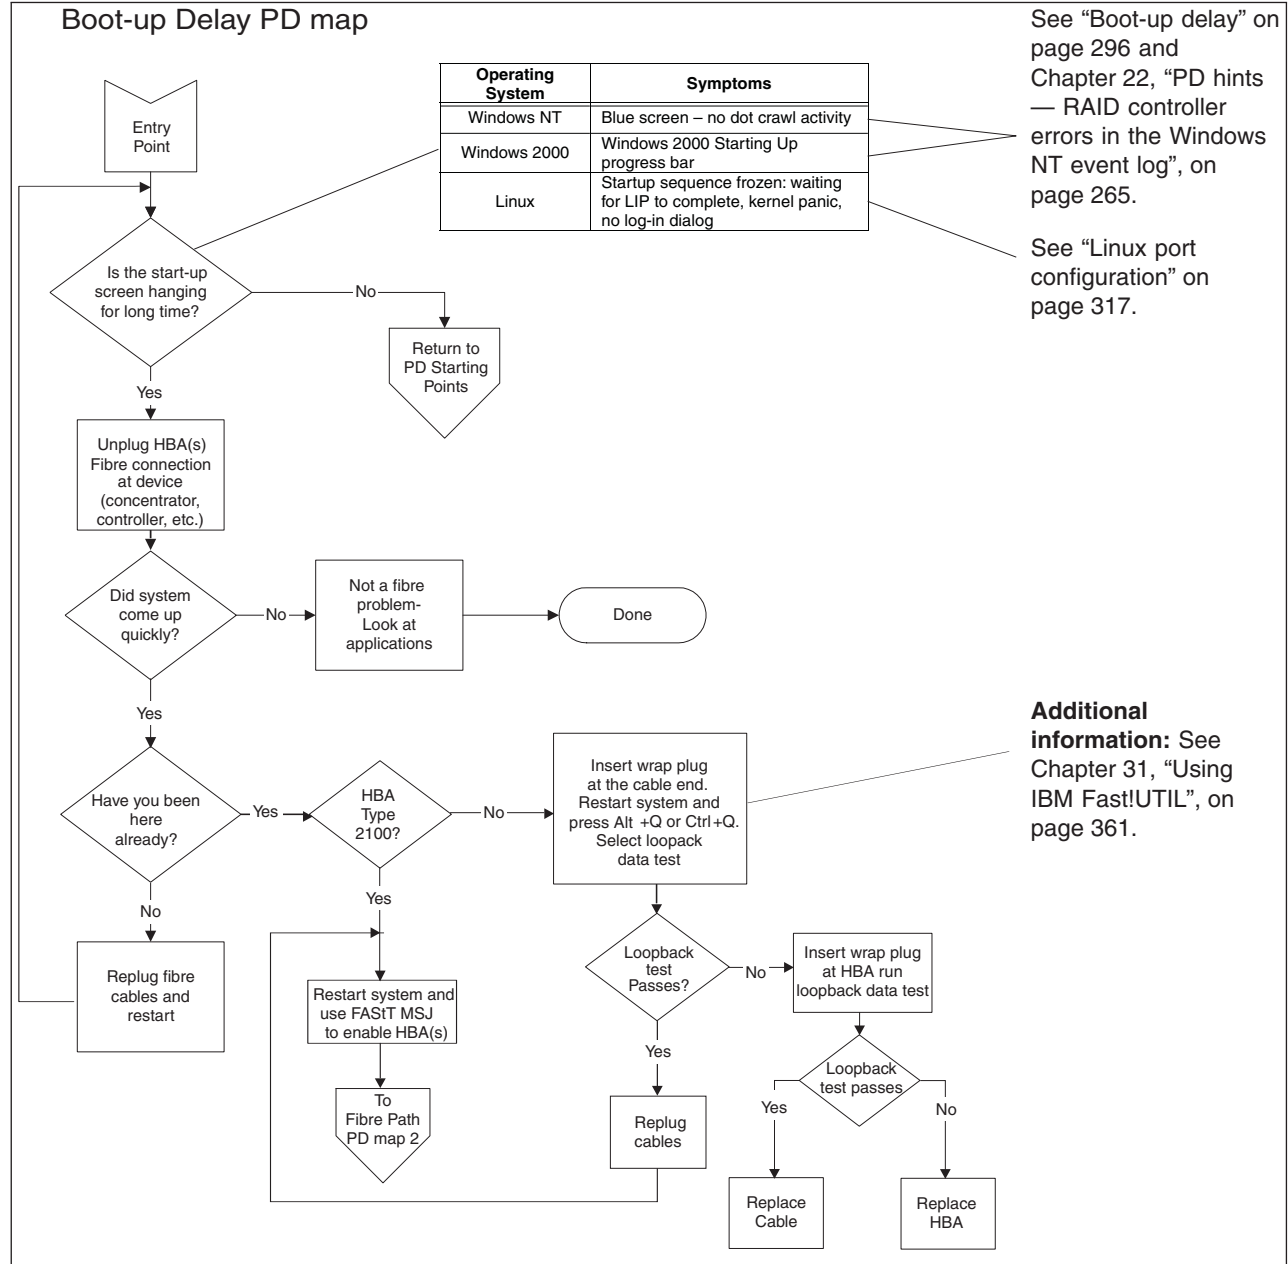 Boot-up Delay PD map
See “Boot-up delay” on
page 296 and
Chapter 22, “PD hints
— RAID controller
errors in the Windows
NT event log”, on
page 265.
See “Linux port
configuration” on
page 317.
Operating
System
Symptoms
Windows NT
Blue screen – no dot crawl activity
Windows 2000
Windows 2000 Starting Up
progress bar
Linux
Startup sequence frozen: waiting
for LIP to complete, kernel panic,
no log-in dialog
Entry
Point
Is the start-up
screen hanging
for long time?
No
Return to
PD Starting
Points
Yes
Unplug HBA(s)
Fibre connection
at device
(concentrator,
controller, etc.)
Did system
come up
quickly?
No
Not a fibre
problem-
Look at
applications
Done
Yes
Have you been
here
already?
Yes
HBA
Type
2100?
No
Insert wrap plug
at the cable end.
Restart system and
press Alt +Q or Ctrl+Q.
Select loopack
data test
Additional
information: See
Chapter 31, “Using
IBM Fast!UTIL”, on
page 361.
No
Replug fibre
cables and
restart
Yes
Restart system and
use FAStT MSJ
to enable HBA(s)
To
Fibre Path
PD map 2
Loopback
test
Passes?
No
Insert wrap plug
at HBA run
loopback data test
Yes
Replug
cables
Loopback
test passes
Yes
No
Replace
Cable
Replace
HBA